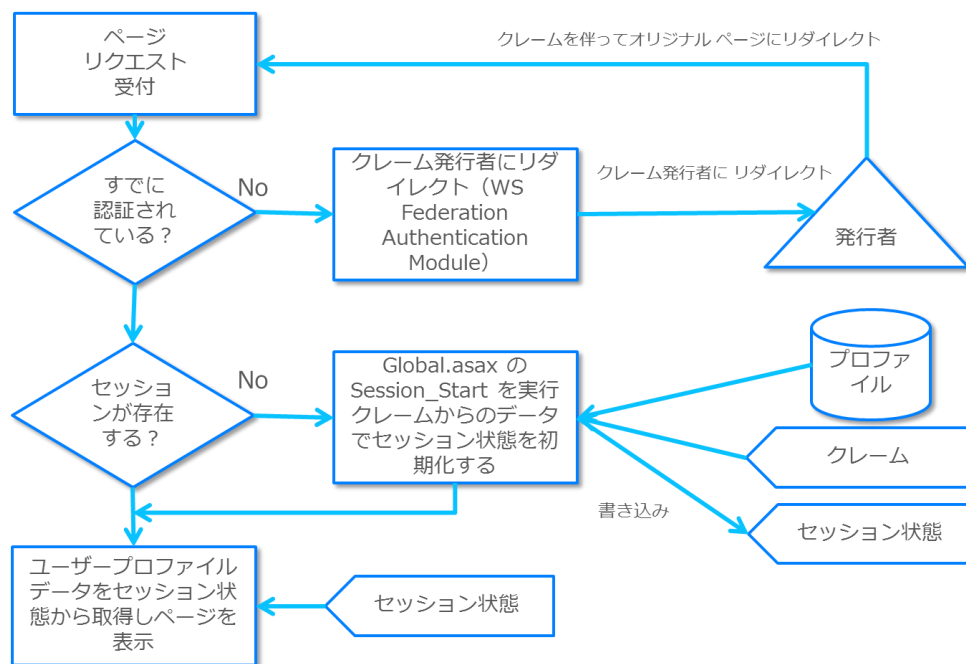 ページ
リクエスト
受付
クレームを伴ってオリジナル ページにリダイレクト
すでに
認証され
ている？
No
クレーム発行者にリダ
イレクト（WS
Federation
Authentication
Module）
クレーム発行者に リダイレクト
発行者
セッショ
ンが存在
する？
No
Global.asax の
Session_Start を実行
クレームからのデータ
でセッション状態を初
期化する
プロファ
イル
クレーム
書き込み
セッション状態
ユーザープロファイル
データをセッション状
態から取得しページを
表示
セッション状態